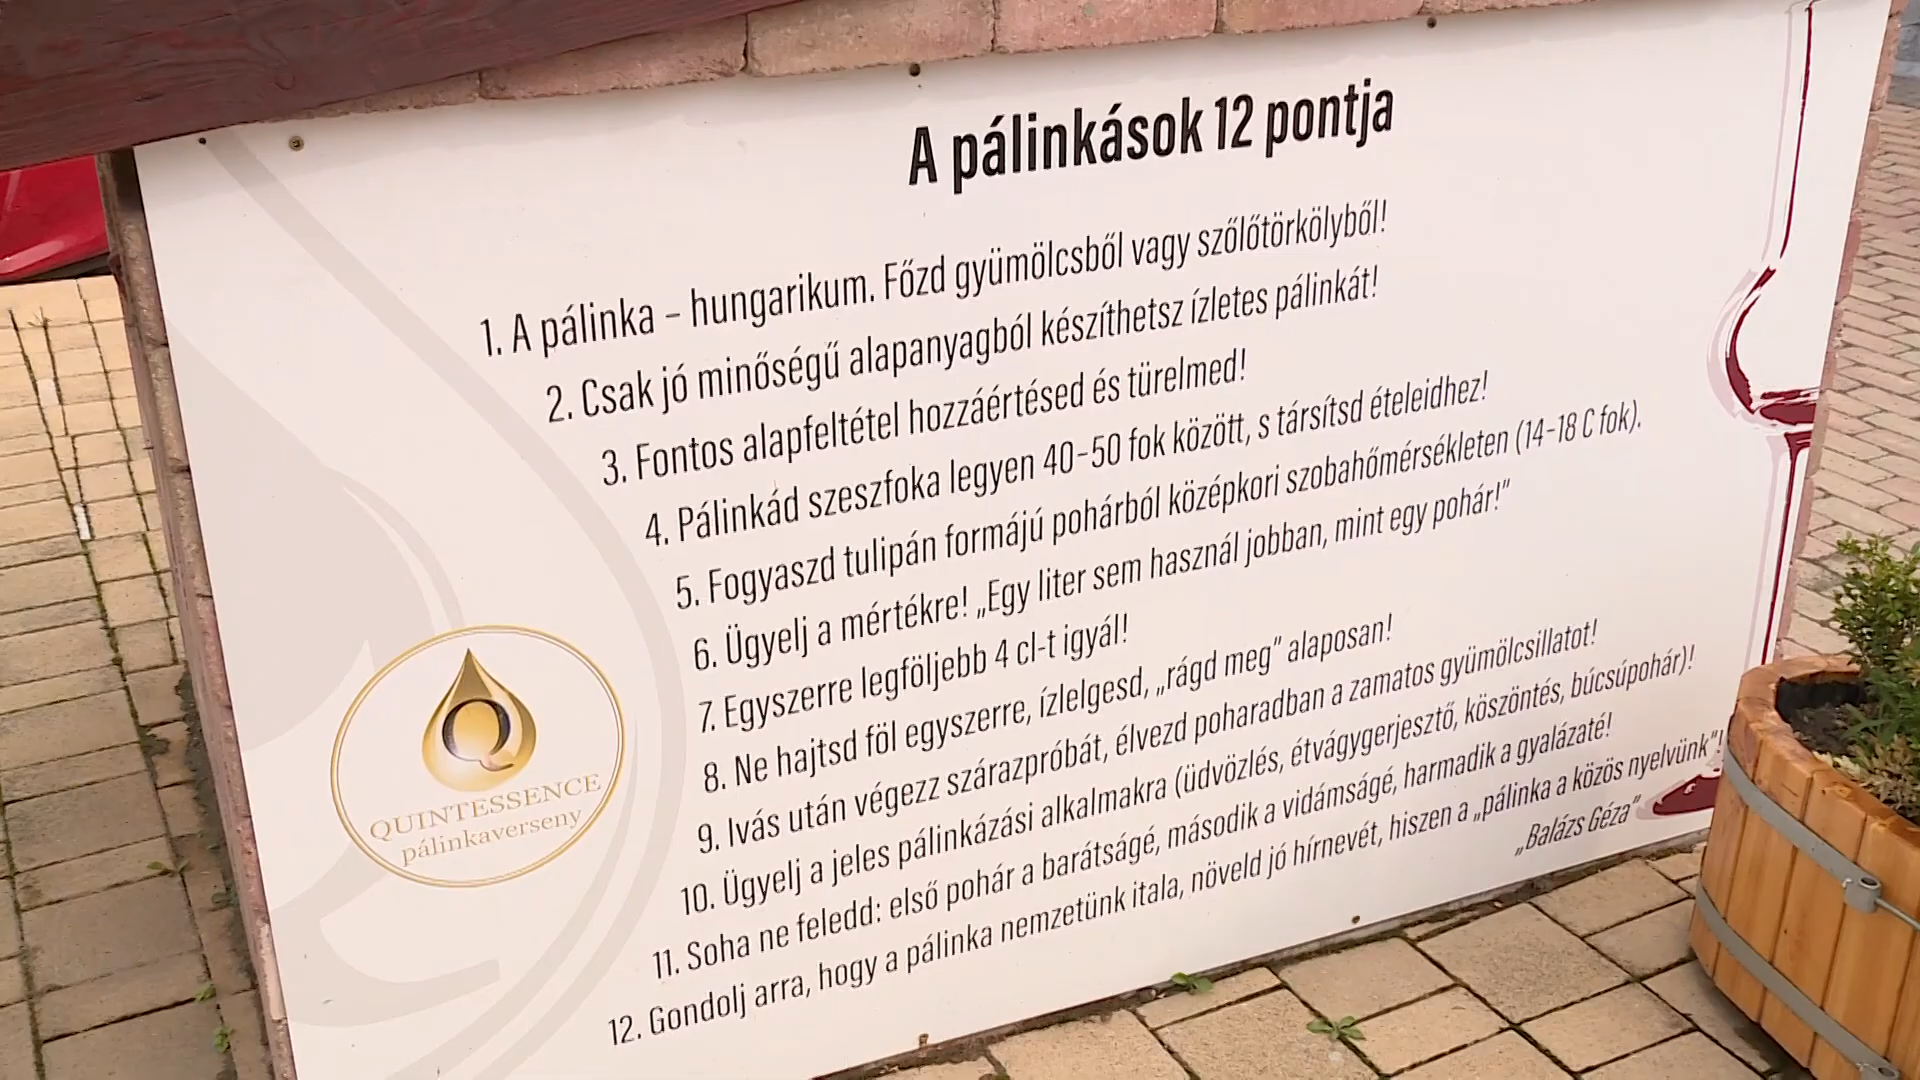 A pálinkások 12 pontja
1. A pálinka – hungarikum. Főzd gyümölcsből vagy szőlőtörkölyből!
2. Csak jó minőségű alapanyagból készíthetsz ízletes pálinkát!
3. Fontos alapfeltétel hozzáértésed és türelmed!
4. Pálinkád szeszfoka legyen 40-50 fok között, s társítsd ételeidhez!
5. Fogyaszd tulipán formájú pohárból középkori szobahőmérsékleten (14-18 C fok).
6. Ügyelj a mértékre! „Egy liter sem használ jobban, mint egy pohár!”
7. Egyszerre legföljebb 4 cl-t igyál!
8. Ne hajtsd föl egyszerre, ízlelgesd, „rágd meg” alaposan!
9. Ivás után végezz szárazpróbát, élvezd poharadban a zamatos gyümölcsillatot!
10. Ügyelj a jeles pálinkázási alkalmakra (üdvözlés, étvágygerjesztő, köszöntés, búcsúpohár)!
11. Soha ne feledd: első pohár a barátságé, második a vidámságé, harmadik a gyalázaté!
12. Gondolj arra, hogy a pálinka nemzetünk itala, növeld jó hírnevét, hiszen a „pálinka a közös nyelvünk”!
„Balázs Géza”
Q
QUINTESSENCE
pálinkaverseny